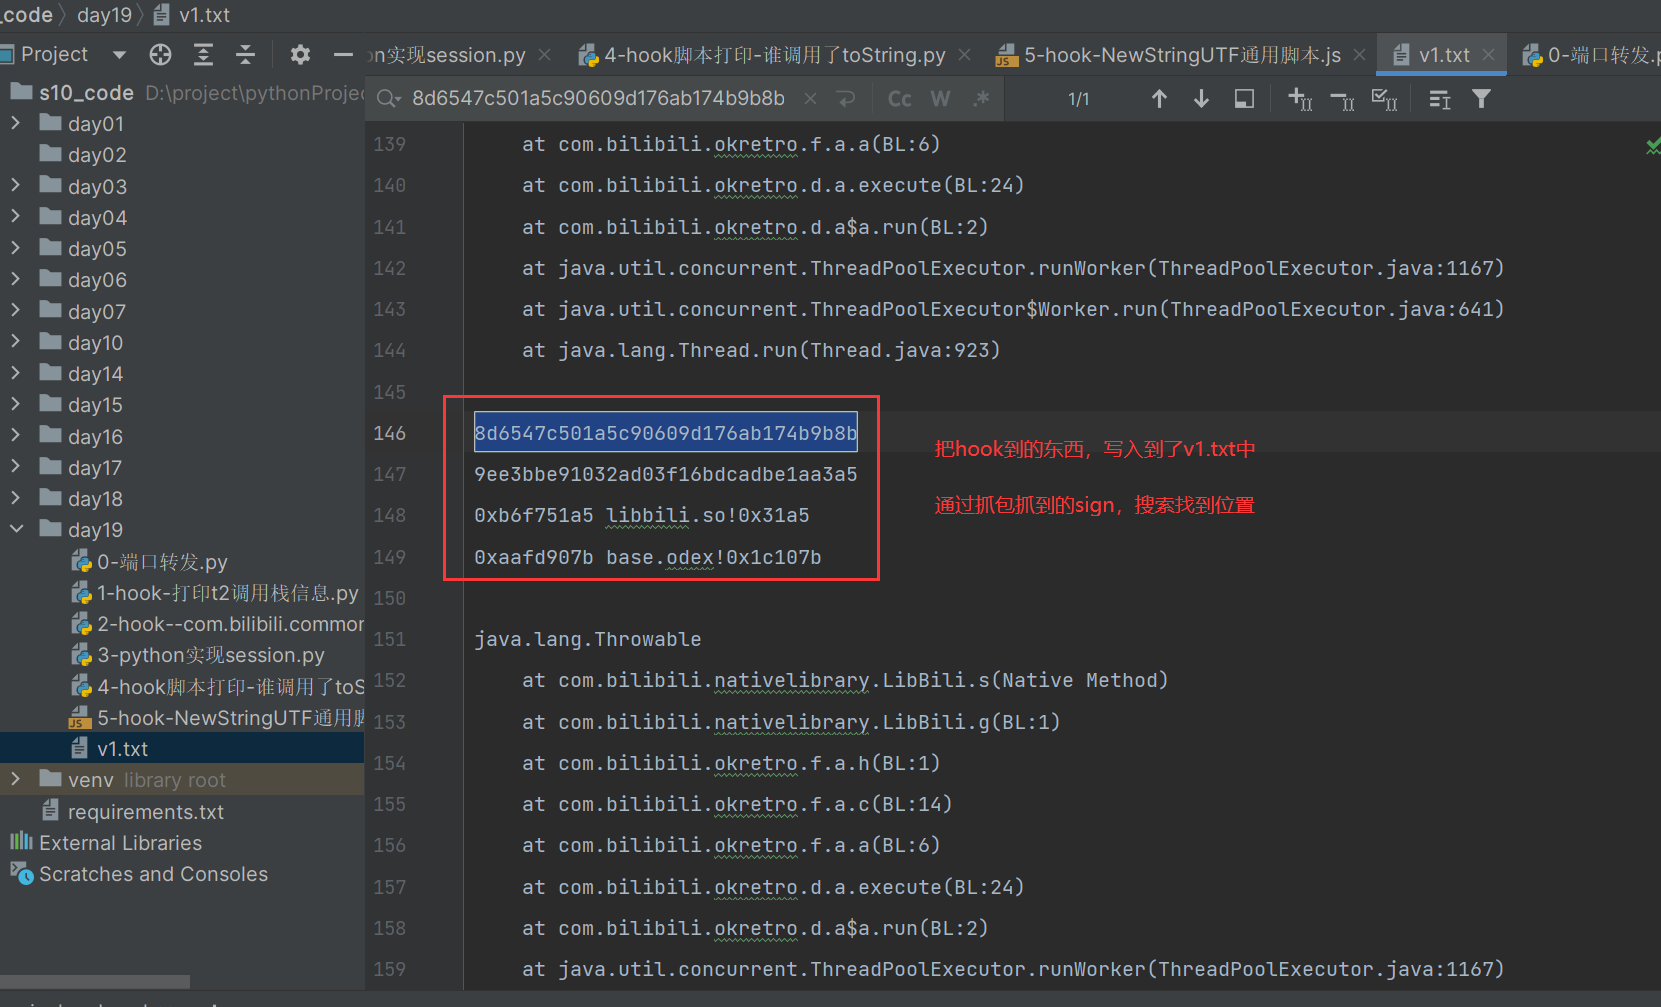 _code 〉 day19 〉 v1.txt
Project
n实现session.py × 4-hook脚本打印-谁调用了toString.py × 5-hook-NewStringUTF通用脚本.js × v1.txt × 0-端口转发.p
8d6547c501a5c90609d176ab174b9b8b × Cc W .* 1/1
s10_code D:\project\pythonProjec
day01
day02
day03
day04
day05
day06
day07
day10
day14
day15
day16
day17
day18
day19
0-端口转发.py
1-hook-打印t2调用栈信息.py
2-hook--com.bilibili.common
3-python实现session.py
4-hook脚本打印-谁调用了toS
5-hook-NewStringUTF通用脚
v1.txt
venv library root
requirements.txt
External Libraries
Scratches and Consoles
139 at com.bilibili.okretro.f.a.a(BL:6)
140 at com.bilibili.okretro.d.a.execute(BL:24)
141 at com.bilibili.okretro.d.a$a.run(BL:2)
142 at java.util.concurrent.ThreadPoolExecutor.runWorker(ThreadPoolExecutor.java:1167)
143 at java.util.concurrent.ThreadPoolExecutor$Worker.run(ThreadPoolExecutor.java:641)
144 at java.lang.Thread.run(Thread.java:923)
145
146 8d6547c501a5c90609d176ab174b9b8b
147 9ee3bbe91032ad03f16bdcadbe1aa3a5
148 0xb6f751a5 libbili.so!0x31a5
149 0xaafd907b base.odex!0x1c107b
把hook到的东西，写入到了v1.txt中
通过抓包抓到的sign，搜索找到位置
150
151 java.lang.Throwable
152 at com.bilibili.nativelibrary.LibBili.s(Native Method)
153 at com.bilibili.nativelibrary.LibBili.g(BL:1)
154 at com.bilibili.okretro.f.a.h(BL:1)
155 at com.bilibili.okretro.f.a.c(BL:14)
156 at com.bilibili.okretro.f.a.a(BL:6)
157 at com.bilibili.okretro.d.a.execute(BL:24)
158 at com.bilibili.okretro.d.a$a.run(BL:2)
159 at java.util.concurrent.ThreadPoolExecutor.runWorker(ThreadPoolExecutor.java:1167)